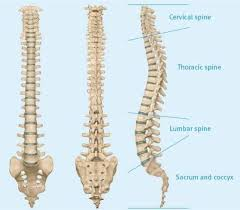 Cervical spine
Thoracic spine
Lumbar spine
Sacrum and coccyx